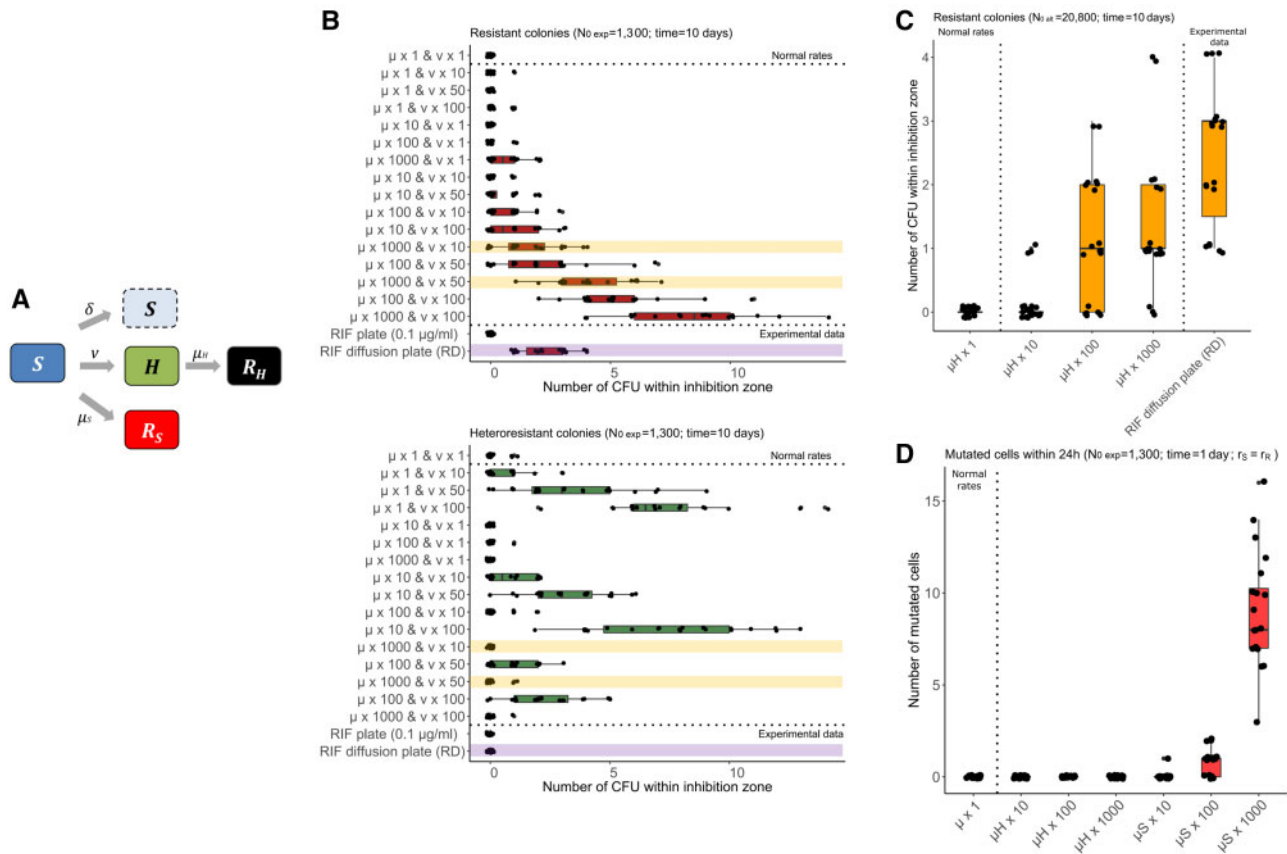 A
δ
S
S
ν
H
μH
RH
μS
RS
B
Resistant colonies (N0 exp=1,300; time=10 days)
μ x 1 & ν x 1
Normal rates
μ x 1 & ν x 10
μ x 1 & ν x 50
μ x 1 & ν x 100
μ x 10 & ν x 1
μ x 100 & ν x 1
μ x 1000 & ν x 1
μ x 10 & ν x 10
μ x 10 & ν x 50
μ x 100 & ν x 10
μ x 10 & ν x 100
μ x 1000 & ν x 10
μ x 100 & ν x 50
μ x 1000 & ν x 50
μ x 100 & ν x 100
μ x 1000 & ν x 100
RIF plate (0.1 μg/ml)
Experimental data
RIF diffusion plate (RD)
0 5 10
Number of CFU within inhibition zone
Heteroresistant colonies (N0 exp=1,300; time=10 days)
μ x 1 & ν x 1
Normal rates
μ x 1 & ν x 10
μ x 1 & ν x 50
μ x 1 & ν x 100
μ x 10 & ν x 1
μ x 100 & ν x 1
μ x 1000 & ν x 1
μ x 10 & ν x 10
μ x 10 & ν x 50
μ x 100 & ν x 10
μ x 10 & ν x 100
μ x 1000 & ν x 10
μ x 100 & ν x 50
μ x 1000 & ν x 50
μ x 100 & ν x 100
μ x 1000 & ν x 100
RIF plate (0.1 μg/ml)
Experimental data
RIF diffusion plate (RD)
0 5 10
Number of CFU within inhibition zone
C
Resistant colonies (N0 alt=20,800; time=10 days)
Normal rates
Experimental
data
Number of CFU within inhibition zone
4
3
2
1
0
μH x 1
μH x 10
μH x 100
μH x 1000
RIF diffusion plate (RD)
D
Mutated cells within 24h (N0 exp=1,300; time=1 day; rS = rR )
Normal
rates
Number of mutated cells
15
10
5
0
μ x 1
μH x 10
μH x 100
μH x 1000
μS x 10
μS x 100
μS x 1000